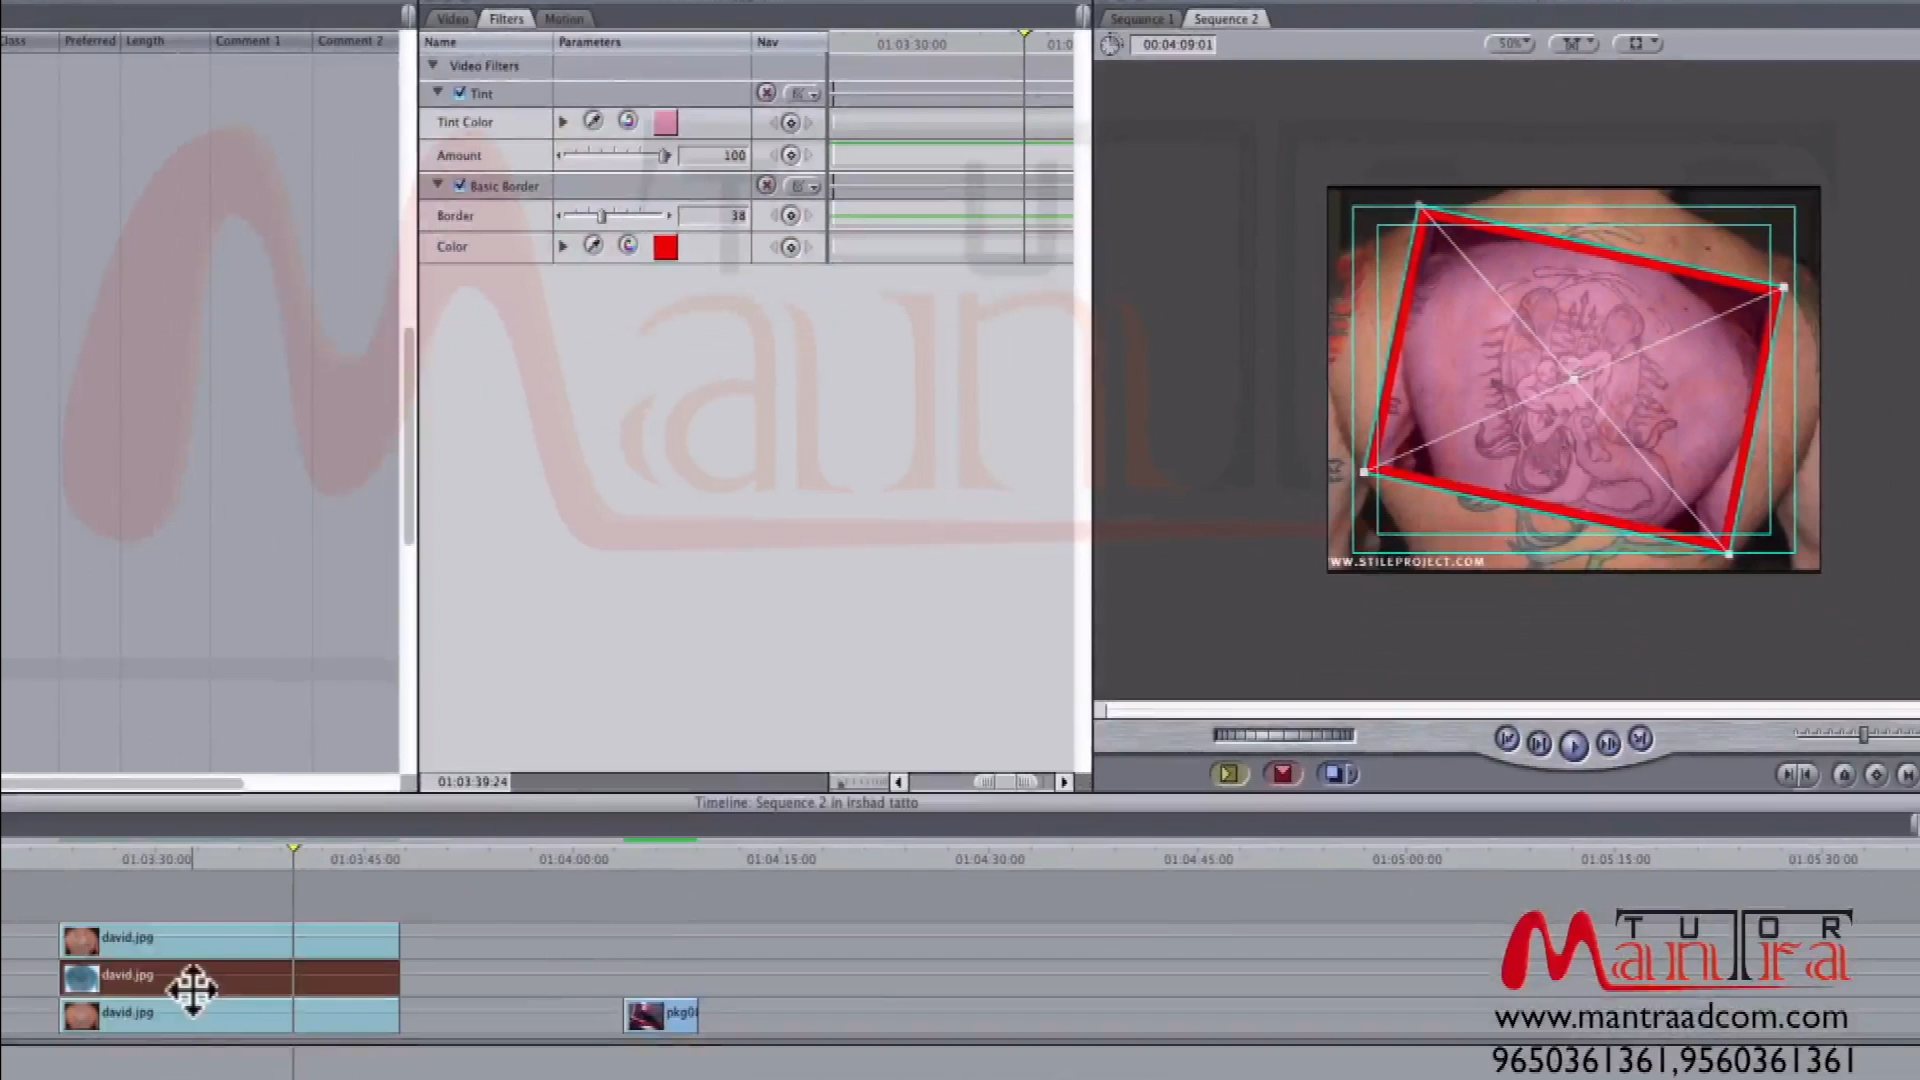 Video Filters Motion
Sequence 1 Sequence 2
Class Preferred Length Comment 1 Comment 2
Name Parameters Nav 01:03:30:00 01:0
00:04:09:01 50%
Video Filters
Tint
Tint Color
Amount 100
Basic Border
Border 38
Color
WW.STILEPROJECT.COM
01:03:39:24
Timeline: Sequence 2 in Irshad tatto
01:03:30:00 01:03:45:00 01:04:00:00 01:04:15:00 01:04:30:00 01:04:45:00 01:05:00:00 01:05:15:00 01:05:30:00
david.jpg
david.jpg
david.jpg
pkg0
TUTOR
Mantra
www.mantraadcom.com
9650361361,9560361361